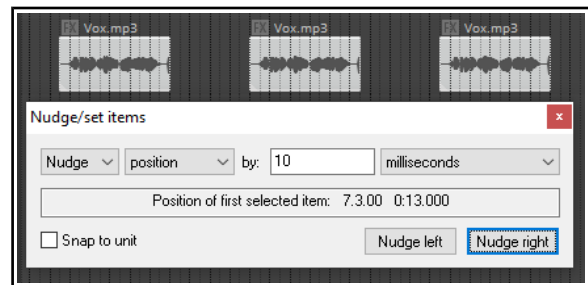 FX Vox.mp3 FX Vox.mp3 FX Vox.mp3
Nudge/set items x
Nudge position by: 10 milliseconds
Position of first selected item: 7.3.00 0:13.000
Snap to unit Nudge left Nudge right